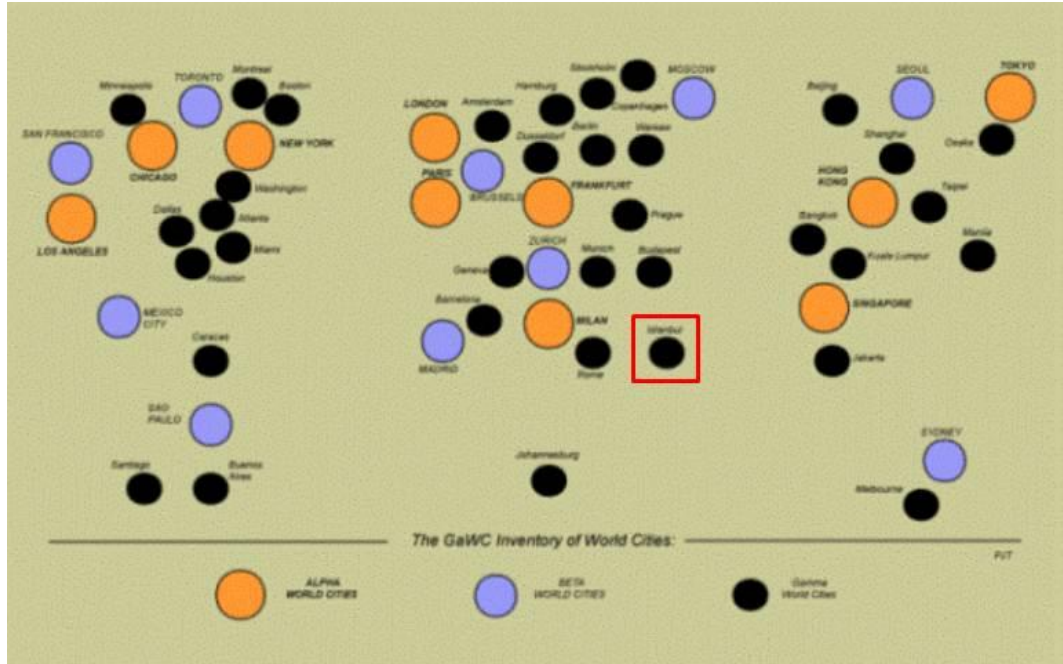 Minneapolis
TORONTO
Montreal
Boston
SAN FRANCISCO
CHICAGO
NEW YORK
LOS ANGELES
Washington
Dallas
Atlanta
Miami
Houston
MEXICO
CITY
Caracas
SAO
PAULO
Santiago
Buenos
Aires
LONDON
Amsterdam
Hamburg
Stockholm
Copenhagen
MOSCOW
Dusseldorf
Berlin
Warsaw
PARIS
BRUSSELS
FRANKFURT
Prague
ZURICH
Geneva
Munich
Budapest
Barcelona
MADRID
MILAN
Rome
Istanbul
Johannesburg
Beijing
SEOUL
TOKYO
Shanghai
Osaka
HONG
KONG
Taipei
Bangkok
Kuala Lumpur
Manila
SINGAPORE
Jakarta
SYDNEY
Melbourne
The GaWC Inventory of World Cities:
PJT
ALPHA
WORLD CITIES
BETA
WORLD CITIES
Gamma
World Cities